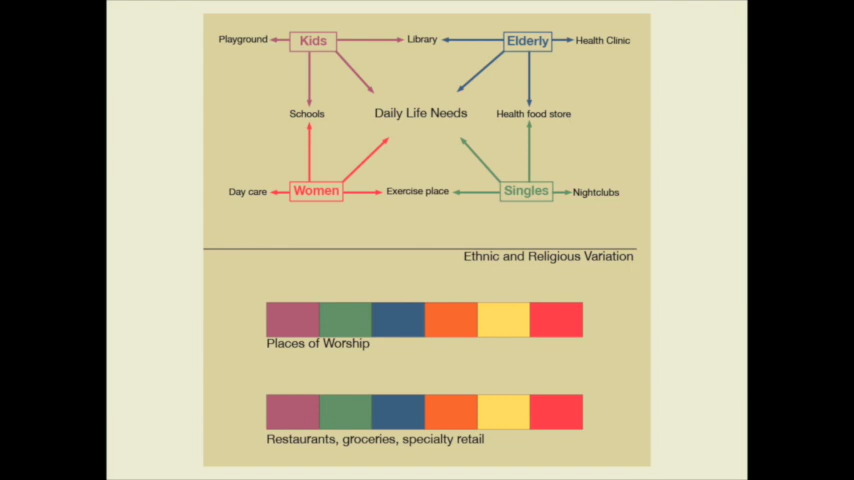 Playground Kids Library Elderly Health Clinic
Schools Daily Life Needs Health food store
Day care Women Exercise place Singles Nightclubs
Ethnic and Religious Variation
Places of Worship
Restaurants, groceries, specialty retail